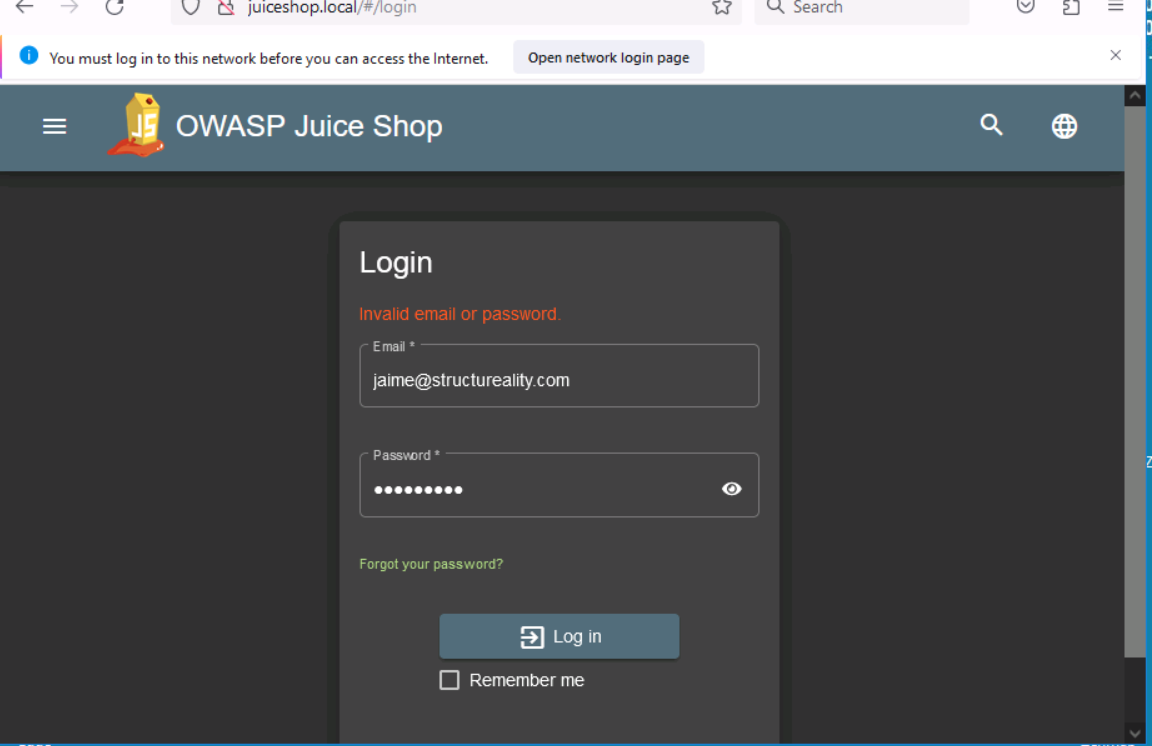 juiceshop.local/#/login
Search
You must log in to this network before you can access the Internet.
Open network login page
JS
OWASP Juice Shop
Login
Invalid email or password.
Email *
jaime@structureality.com
Password *
•••••••••
Forgot your password?
Log in
Remember me